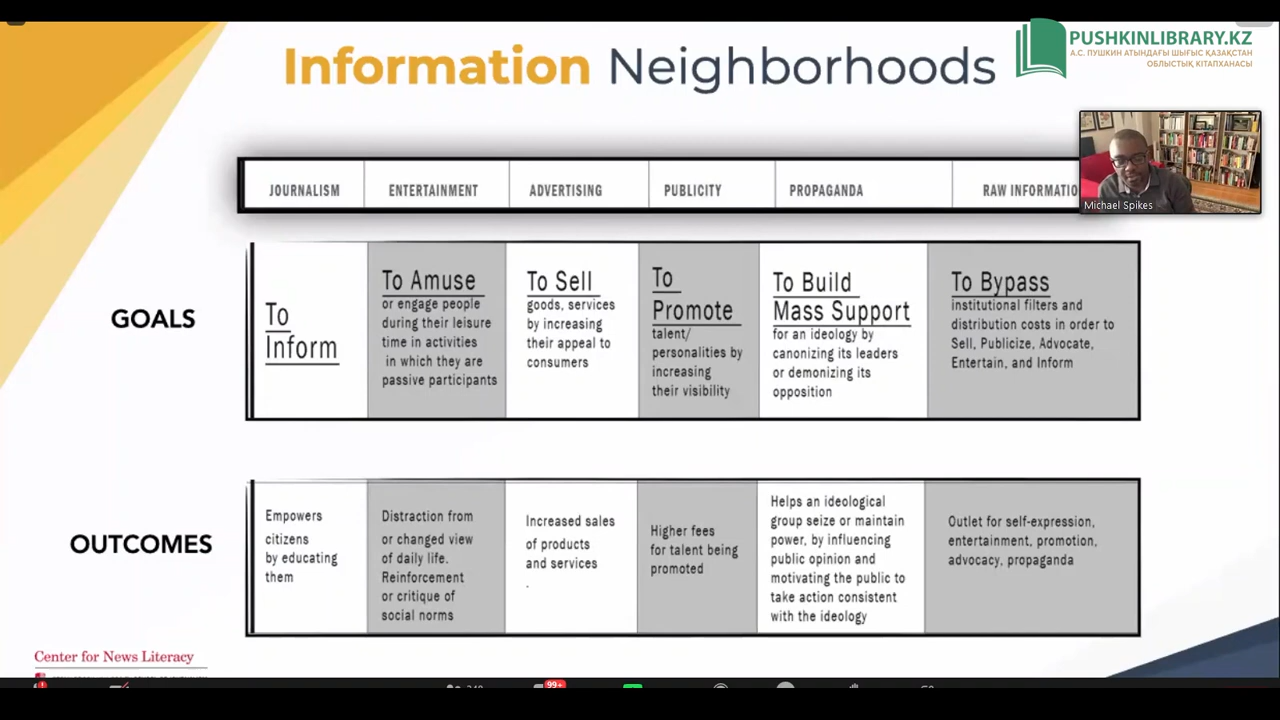 Information Neighborhoods
PUSHKINLIBRARY.KZ
А.С. ПУШКИН АТЫНДАҒЫ ШЫҒЫС ҚАЗАҚСТАН
ОБЛЫСТЫҚ КІТАПХАНАСЫ
Michael Spikes
JOURNALISM
ENTERTAINMENT
ADVERTISING
PUBLICITY
PROPAGANDA
RAW INFORMATIO
GOALS
To
Inform
To Amuse
or engage people
during their leisure
time in activities
in which they are
passive participants
To Sell
goods, services
by increasing
their appeal to
consumers
To
Promote
talent/
personalities by
increasing
their visibility
To Build
Mass Support
for an ideology by
canonizing its leaders
or demonizing its
opposition
To Bypass
institutional filters and
distribution costs in order to
Sell, Publicize, Advocate,
Entertain, and Inform
OUTCOMES
Empowers
citizens
by educating
them
Distraction from
or changed view
of daily life.
Reinforcement
or critique of
social norms
Increased sales
of products
and services
.
Higher fees
for talent being
promoted
Helps an ideological
group seize or maintain
power, by influencing
public opinion and
motivating the public to
take action consistent
with the ideology
Outlet for self-expression,
entertainment, promotion,
advocacy, propaganda
Center for News Literacy
99+